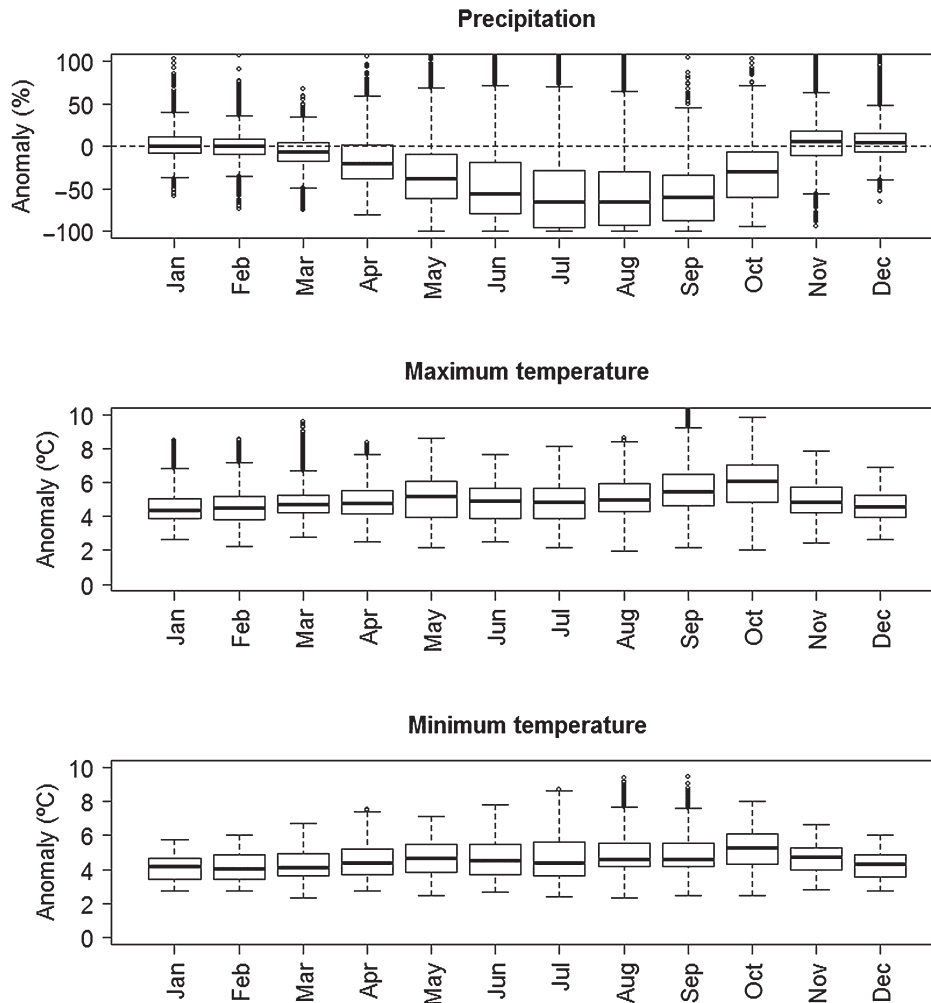 Precipitation
Anomaly (%)
100
50
0
−50
−100
Jan
Feb
Mar
Apr
May
Jun
Jul
Aug
Sep
Oct
Nov
Dec
Maximum temperature
Anomaly (ºC)
10
8
6
4
2
0
Jan
Feb
Mar
Apr
May
Jun
Jul
Aug
Sep
Oct
Nov
Dec
Minimum temperature
Anomaly (ºC)
10
8
6
4
2
0
Jan
Feb
Mar
Apr
May
Jun
Jul
Aug
Sep
Oct
Nov
Dec